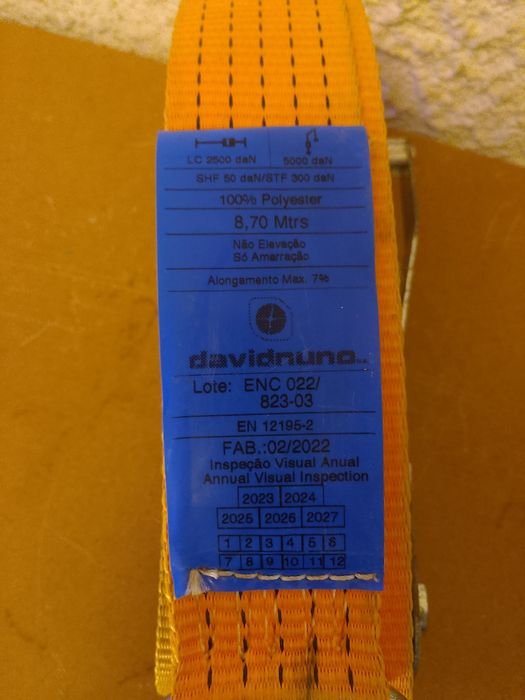 LC 2500 daN 5000 daN
SHF 50 daN/STF 300 daN
100% Polyester
8,70 Mtrs
Não Elevação
Só Amarração
Alongamento Max. 7%
davidnuno
Lote: ENC 022/
823-03
EN 12195-2
FAB.:02/2022
Inspeção Visual Anual
Annual Visual Inspection
2023 2024
2025 2026 2027
1 2 3 4 5 6
7 8 9 10 11 12